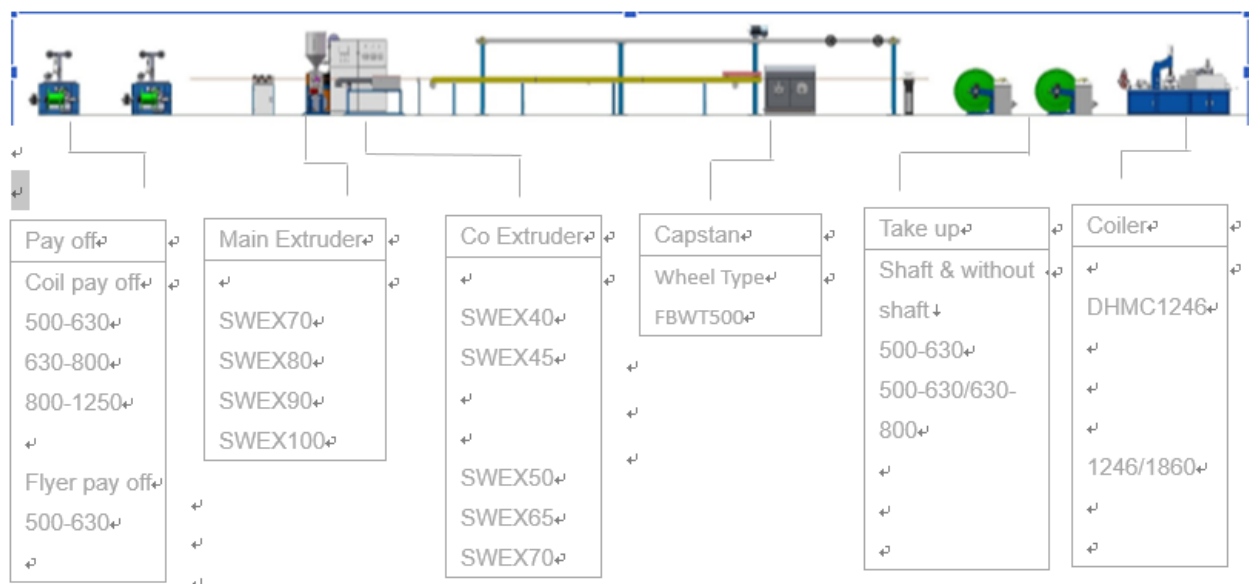 Pay off
Coil pay off
500-630
630-800
800-1250
Flyer pay off
500-630
Main Extruder
SWEX70
SWEX80
SWEX90
SWEX100
Co Extruder
SWEX40
SWEX45
SWEX50
SWEX65
SWEX70
Capstan
Wheel Type
FBWT500
Take up
Shaft & without
shaft
500-630
500-630/630-
800
Coiler
DHMC1246
1246/1860